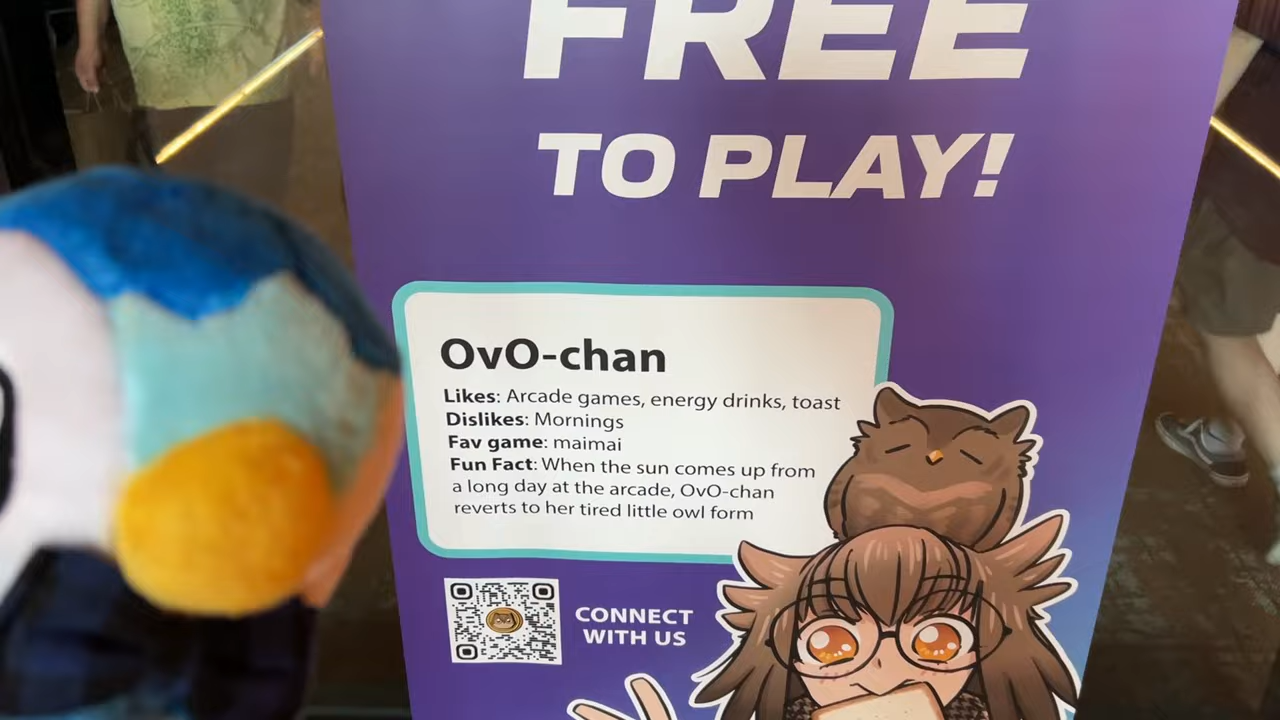 FREE
TO PLAY!
OvO-chan
Likes: Arcade games, energy drinks, toast
Dislikes: Mornings
Fav game: maimai
Fun Fact: When the sun comes up from
a long day at the arcade, OvO-chan
reverts to her tired little owl form
CONNECT
WITH US